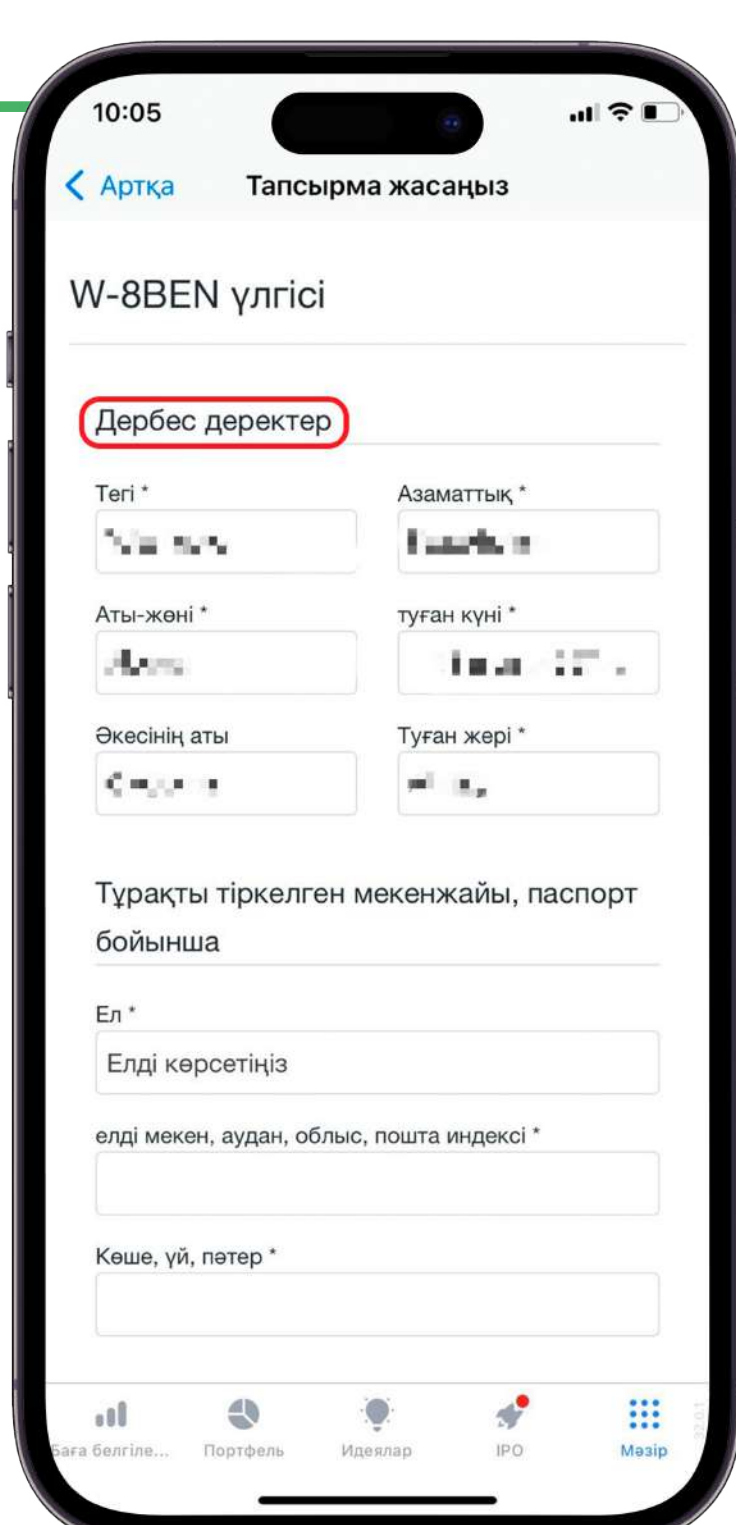 10:05
Артқа
Тапсырма жасаңыз
W-8BEN үлгісі
Дербес деректер
Тегі *
Азаматтық *
Аты-жөні *
туған күні *
Әкесінің аты
Туған жері *
Тұрақты тіркелген мекенжайы, паспорт
бойынша
Ел *
Елді көрсетіңіз
елді мекен, аудан, облыс, пошта индексі *
Көше, үй, пәтер *
Баға белгіле...
Портфель
Идеялар
IPO
Мәзір